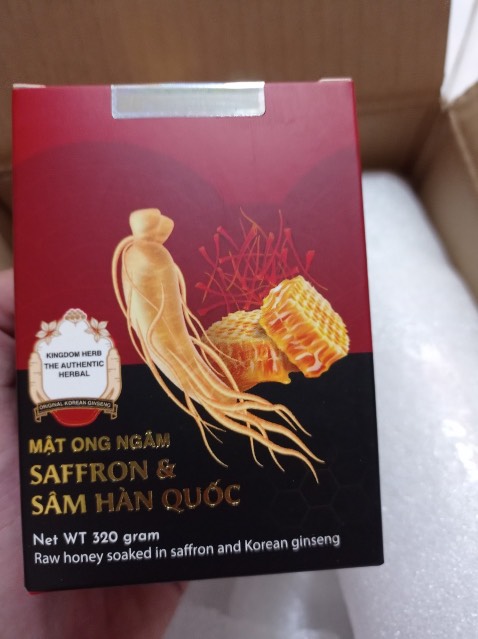 KINGDOM HERB
THE AUTHENTIC
HERBAL
ORIGINAL KOREAN GINSENG
MẬT ONG NGÂM
SAFFRON &
SÂM HÀN QUỐC
Net WT 320 gram
Raw honey soaked in saffron and Korean ginseng